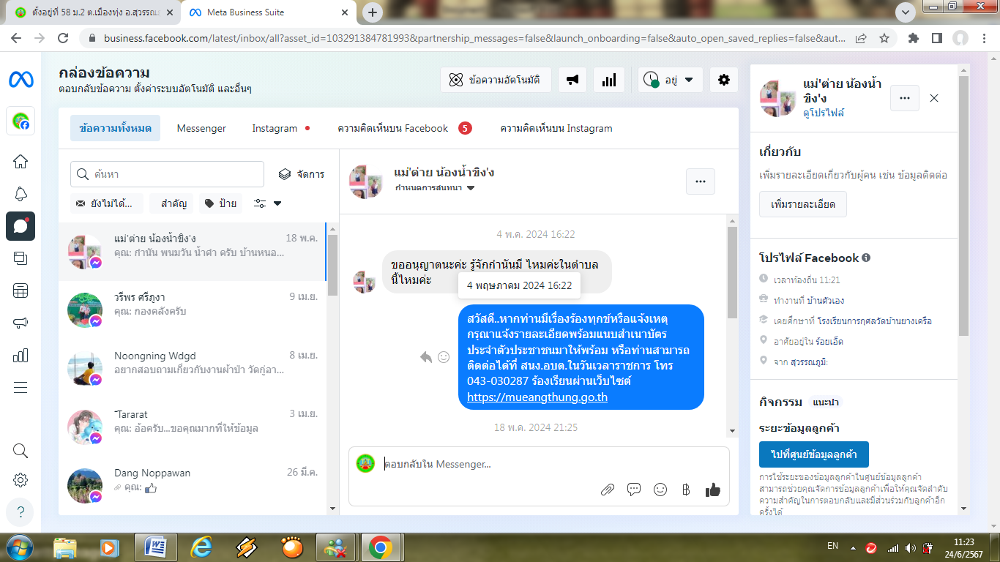 ตั้งอยู่ที่ 58 ม.2 ต.เมืองทุ่ง อ.สุวรรณ
Meta Business Suite
business.facebook.com/latest/inbox/all?asset_id=103291384781993&partnership_messages=false&launch_onboarding=false&auto_open_saved_replies=false&aut...
กล่องข้อความ
ตอบกลับข้อความ ตั้งค่าระบบอัตโนมัติ และอื่นๆ
ข้อความอัตโนมัติ
อยู่
ข้อความทั้งหมด
Messenger
Instagram
ความคิดเห็นบน Facebook
5
ความคิดเห็นบน Instagram
ค้นหา
จัดการ
ยังไม่ได้...
สำคัญ
ป้าย
แม่'ต่าย น้องน้ำขิง'ง
18 พ.ค.
คุณ: กำนัน พนมวัน น้ำคำ ครับ บ้านหนอ...
วรีพร ศรีภูงา
9 เม.ย.
คุณ: กองคลังครับ
Noongning Wdgd
8 เม.ย.
อยากสอบถามเกี่ยวกับงานผ้าป่า วัดกู่อา...
Tararat
3 เม.ย.
คุณ: อ้อครับ...ขอคุณมากที่ให้ข้อมูล
Dang Noppawan
26 มี.ค.
คุณ:
แม่'ต่าย น้องน้ำขิง'ง
กำหนดการสนทนา
4 พ.ค. 2024 16:22
ขออนุญาตนะค่ะ รู้จักกำนันมี ไหมค่ะในตำบล
นี้ไหมค่ะ
4 พฤษภาคม 2024 16:22
สวัสดี..หากท่านมีเรื่องร้องทุกข์หรือแจ้งเหตุ
กรุณาแจ้งรายละเอียดพร้อมแนบสำเนาบัตร
ประจำตัวประชาชนมาให้พร้อม หรือท่านสามารถ
ติดต่อได้ที่ สนง.อบต.ในวันเวลาราชการ โทร
043-030287 ร้องเรียนผ่านเว็บไซต์
https://mueangthung.go.th
18 พ.ค. 2024 21:25
ตอบกลับใน Messenger...
แม่'ต่าย น้องน้ำ
ขิง'ง
ดูโปรไฟล์
เกี่ยวกับ
เพิ่มรายละเอียดเกี่ยวกับผู้คน เช่น ข้อมูลติดต่อ
เพิ่มรายละเอียด
โปรไฟล์ Facebook
เวลาท้องถิ่น 11:21
ทำงานที่ บ้านตัวเอง
เคยศึกษาที่ โรงเรียนการกุศลวัดบ้านยางเครือ
อาศัยอยู่ใน ร้อยเอ็ด
จาก สุวรรณภูมิ
กิจกรรม
แนะนำ
ระยะข้อมูลลูกค้า
ไปที่ศูนย์ข้อมูลลูกค้า
การใช้ระยะของข้อมูลลูกค้าในศูนย์ข้อมูลลูกค้า
สามารถช่วยคุณจัดการข้อมูลลูกค้าเพื่อให้คุณจัดลำดับ
ความสำคัญในการตอบกลับและมีส่วนร่วมกับลูกค้าอีก
ครั้งได้
EN
11:23
24/6/2567